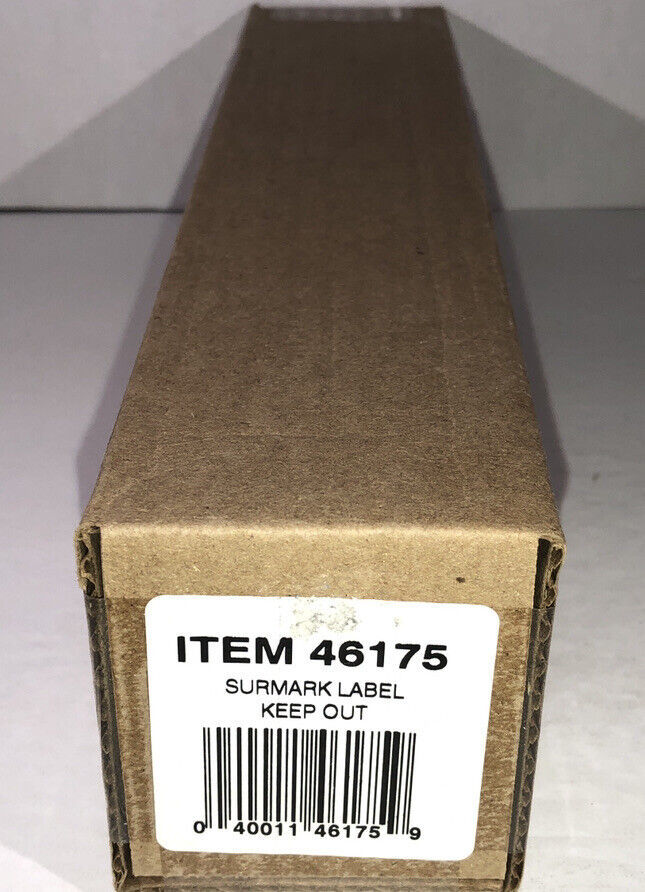 ITEM 46175
SURMARK LABEL
KEEP OUT
0 40011 46175 9